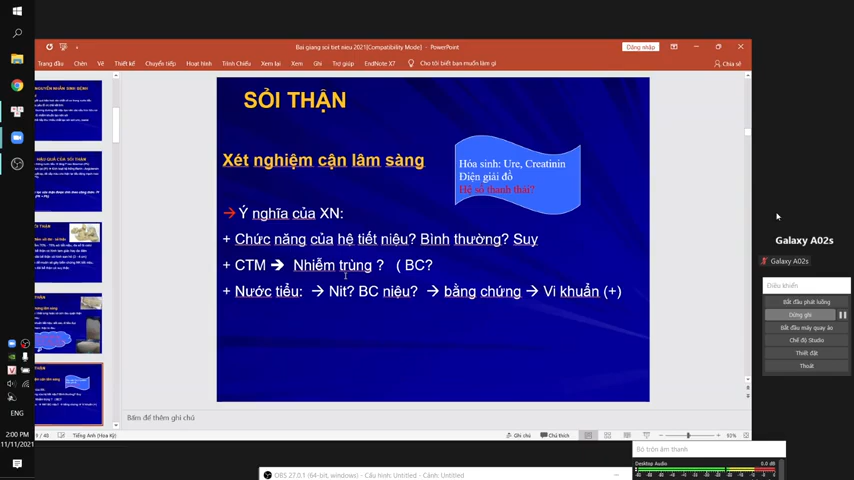 Bai giang soi tiet nieu 2021[Compatibility Mode] - PowerPoint
Đăng nhập
Trang đầu Chèn Vẽ Thiết kế Chuyển tiếp Hoạt hình Trình Chiếu Xem lại Xem Ghi Trợ giúp EndNote X7 Cho tôi biết bạn muốn làm gì Chia sẻ
SỎI THẬN
Xét nghiệm cận lâm sàng
Hóa sinh: Ure, Creatinin
Điện giải đồ
Hệ số thanh thải?
→ Ý nghĩa của XN:
+ Chức năng của hệ tiết niệu? Bình thường? Suy
+ CTM ➔ Nhiễm trùng ? ( BC?
+ Nước tiểu: → Nit? BC niệu? → bằng chứng → Vi khuẩn (+)
Galaxy A02s
Galaxy A02s
Điều khiển
Bắt đầu phát luồng
Dừng ghi
Bắt đầu máy quay ảo
Chế độ Studio
Thiết đặt
Thoát
HẬU QUẢ CỦA SỎI THẬN
SỎI THẬN
Bấm để thêm ghi chú
Tiếng Anh (Hoa Kỳ)
Ghi chú
Chú thích
93%
ENG
2:00 PM
11/11/2021
Bộ trộn âm thanh
Desktop Audio
0.0 dB
OBS 27.0.1 (64-bit, windows) - Cấu hình: Untitled - Cảnh: Untitled